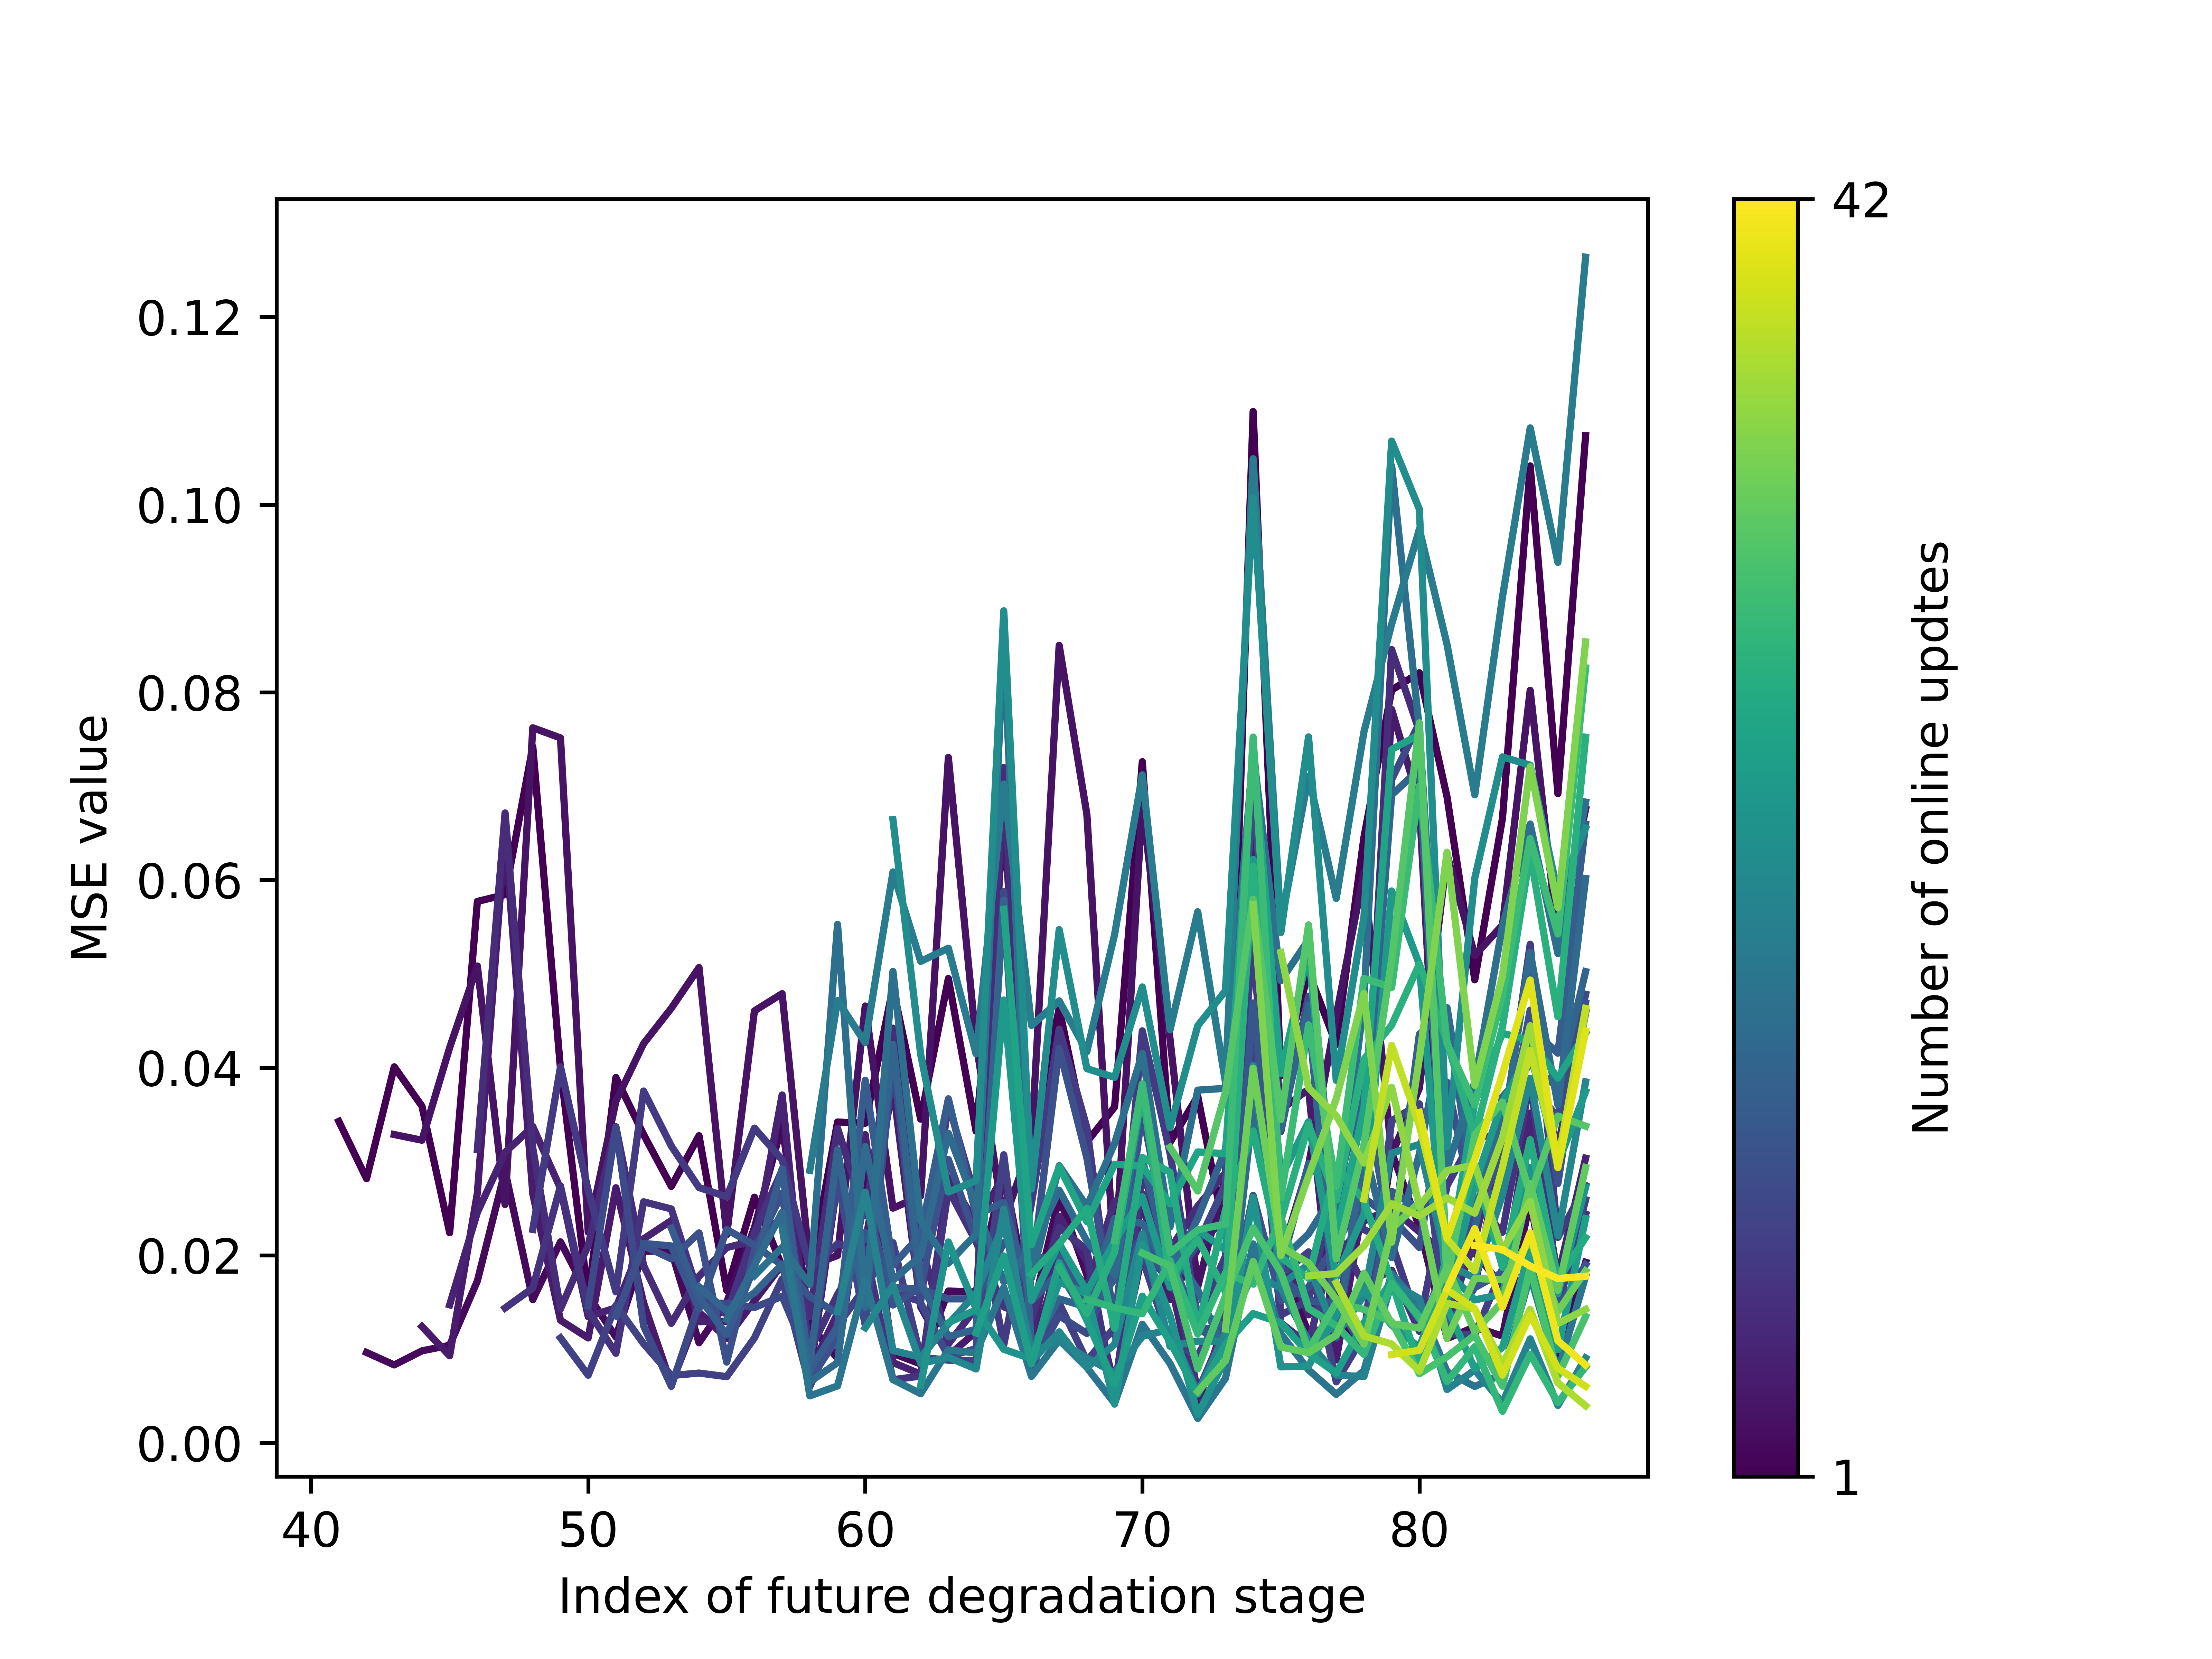 MSE value
0.12
0.10
0.08
0.06
0.04
0.02
0.00
40 50 60 70 80
Index of future degradation stage
42
1
Number of online updtes